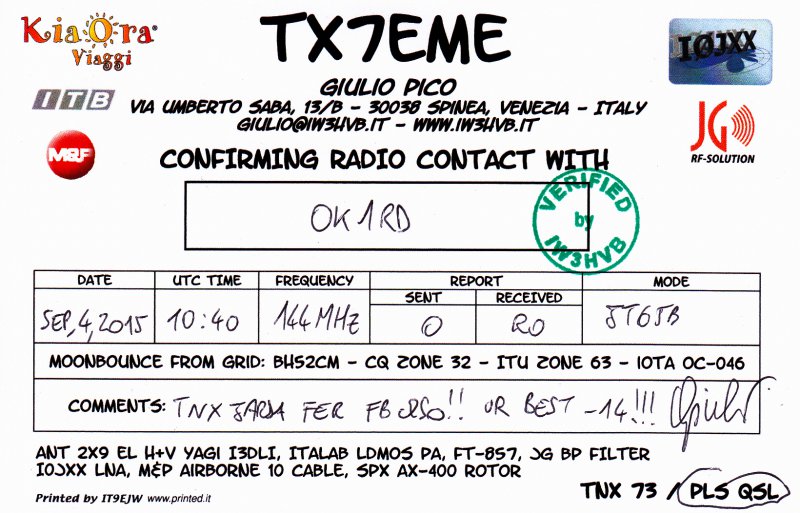 KiaOra®
Viaggi
TX7EME
IØJXX
GIULIO PICO
VIA UMBERTO SABA, 13/B - 30038 SPINEA, VENEZIA - ITALY
GIULIO@IW3HVB.IT - WWW.IW3HVB.IT
ITB
M&P
JG
RF-SOLUTION
CONFIRMING RADIO CONTACT WITH
OK1RD
VERIFIED
by
IW3HVB
DATE UTC TIME FREQUENCY REPORT MODE
SENT RECEIVED
SEP,4,2015 10:40 144MHz O RO JT65B
MOONBOUNCE FROM GRID: BH52CM - CQ ZONE 32 - ITU ZONE 63 - IOTA OC-046
COMMENTS: TNX JARDA FER FB QSO!! UR BEST -14!!!
ANT 2X9 EL H+V YAGI I3DLI, ITALAB LDMOS PA, FT-857, JG BP FILTER
I0JXX LNA, M&P AIRBORNE 10 CABLE, SPX AX-400 ROTOR
TNX 73 / PLS QSL
Printed by IT9EJW www.printed.it